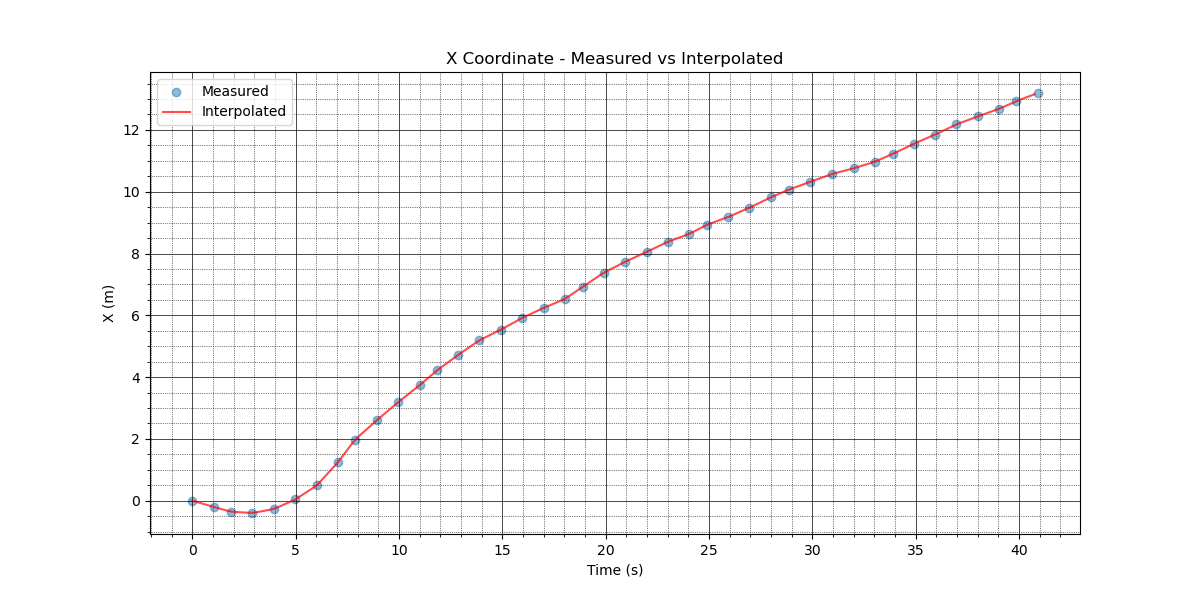 X Coordinate - Measured vs Interpolated
Measured
Interpolated
12
10
8
6
4
2
0
X (m)
0 5 10 15 20 25 30 35 40
Time (s)